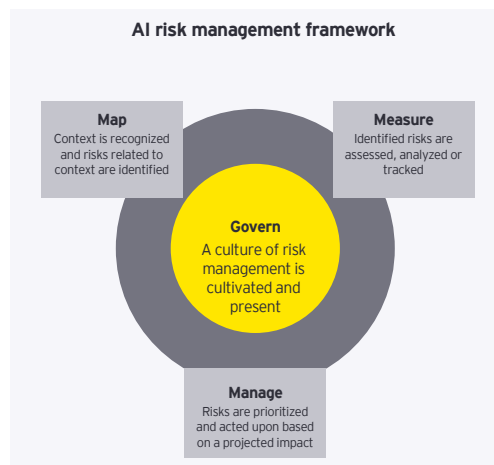 AI risk management framework
Map
Context is recognized
and risks related to
context are identified
Measure
Identified risks are
assessed, analyzed or
tracked
Govern
A culture of risk
management is
cultivated and
present
Manage
Risks are prioritized
and acted upon based
on a projected impact